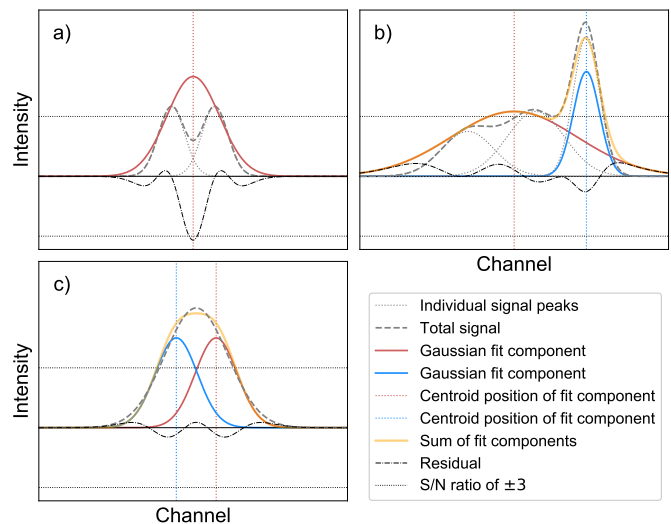 a)
b)
Intensity
Channel
c)
Intensity
Channel
Individual signal peaks
Total signal
Gaussian fit component
Gaussian fit component
Centroid position of fit component
Centroid position of fit component
Sum of fit components
Residual
S/N ratio of ±3